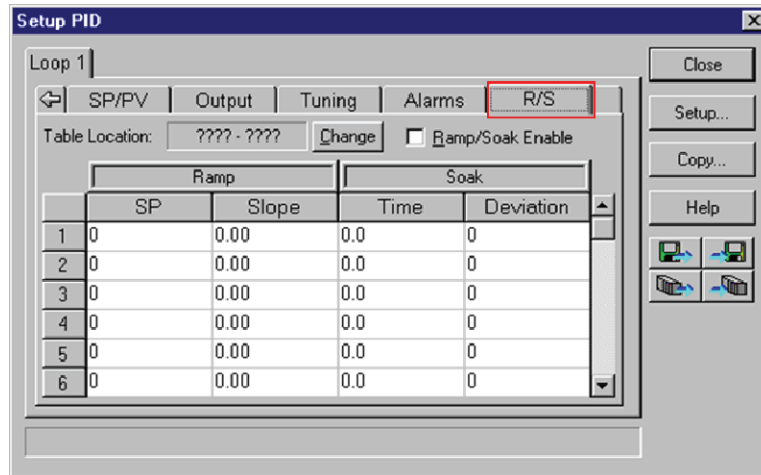 Setup PID
Loop 1
SP/PV Output Tuning Alarms R/S
Table Location: ???? - ???? Change Ramp/Soak Enable
Ramp Soak
SP Slope Time Deviation
1 0 0.00 0.0 0
2 0 0.00 0.0 0
3 0 0.00 0.0 0
4 0 0.00 0.0 0
5 0 0.00 0.0 0
6 0 0.00 0.0 0
Close
Setup...
Copy...
Help